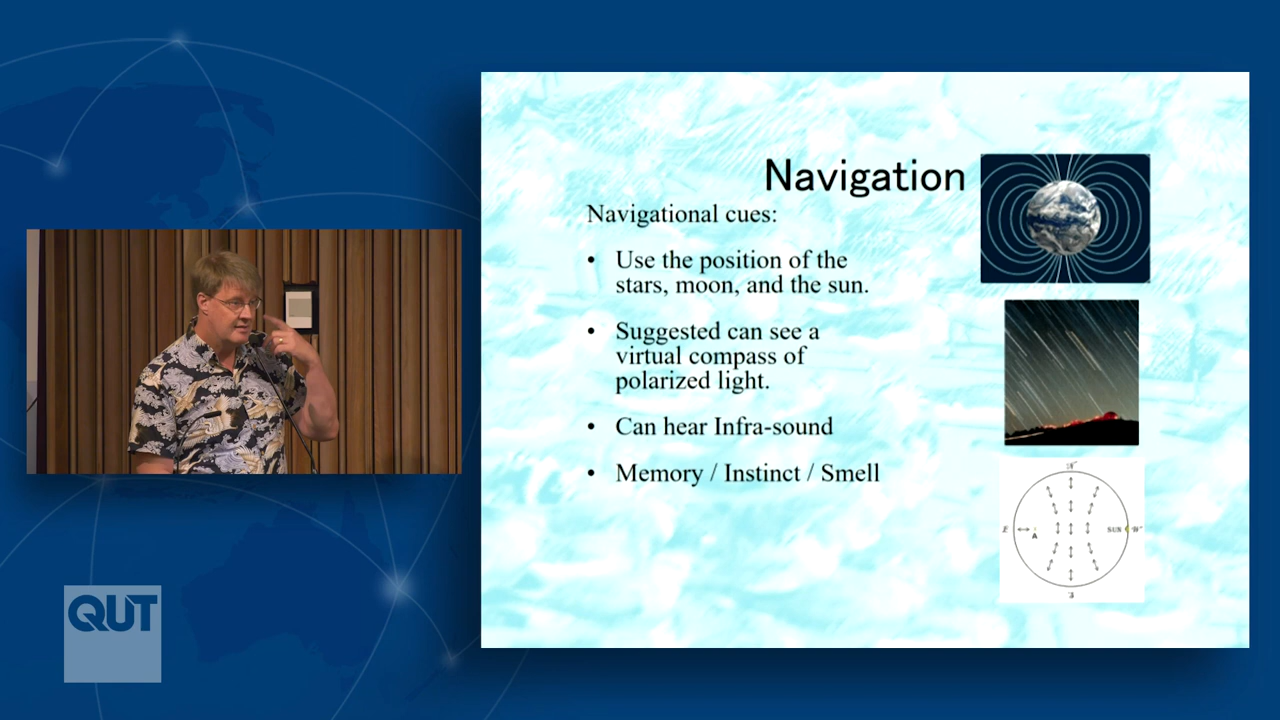 Navigation
Navigational cues:
• Use the position of the
stars, moon, and the sun.
• Suggested can see a
virtual compass of
polarized light.
• Can hear Infra-sound
• Memory / Instinct / Smell
N
E
A
SUN
W
S
QUT